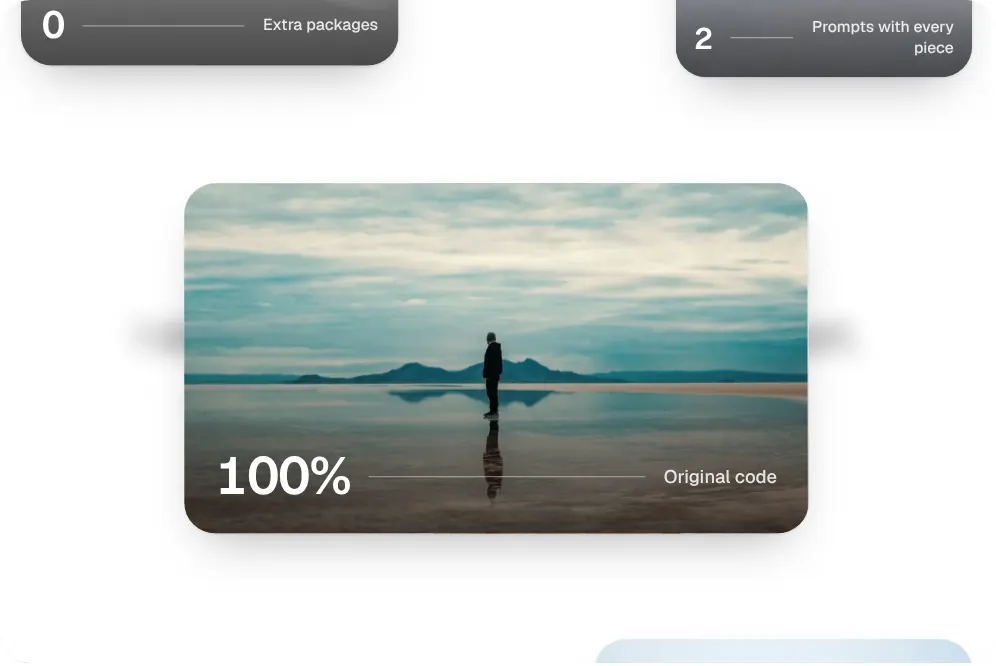 0
Extra packages
2
Prompts with every
piece
100%
Original code